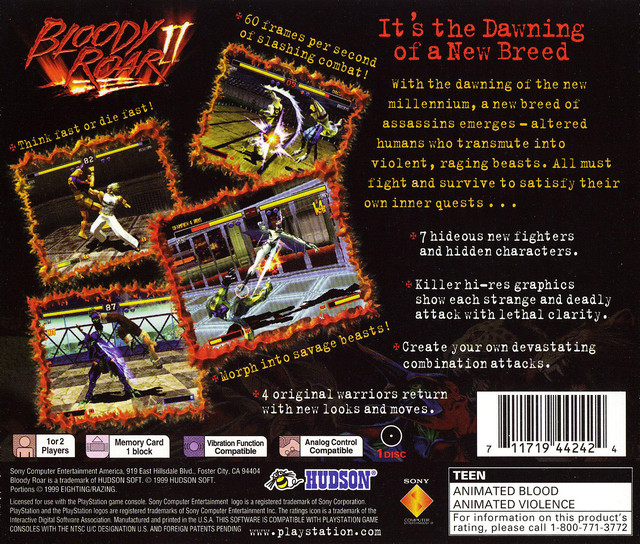 BLOODY
ROAR II
60 frames per second
of slashing combat!
Think fast or die fast!
It's the Dawning
of a New Breed
With the dawning of the new
millennium, a new breed of
assassins emerges – altered
humans who transmute into
violent, raging beasts. All must
fight and survive to satisfy their
own inner quests . . .
82
87
7 hideous new fighters
and hidden characters.
Killer hi-res graphics
show each strange and deadly
attack with lethal clarity.
Create your own devastating
combination attacks.
Morph into savage beasts!
4 original warriors return
with new looks and moves.
1 or 2
Players
Memory Card
1 block
Vibration Function
Compatible
Analog Control
Compatible
1 DISC
7 11719 44242 4
Sony Computer Entertainment America, 919 East Hillsdale Blvd., Foster City, CA 94404
Bloody Roar is a trademark of HUDSON SOFT. © 1999 HUDSON SOFT.
Portions © 1999 EIGHTING/RAIZING.
HUDSON®
Licensed for use with the PlayStation game console. Sony Computer Entertainment logo is a registered trademark of Sony Corporation.
PlayStation and the PlayStation logos are registered trademarks of Sony Computer Entertainment Inc. The ratings icon is a trademark of the
Interactive Digital Software Association. Manufactured and printed in the U.S.A. THIS SOFTWARE IS COMPATIBLE WITH PLAYSTATION GAME
CONSOLES WITH THE NTSC U/C DESIGNATION. U.S. AND FOREIGN PATENTS PENDING
www.playstation.com
SONY
COMPUTER
ENTERTAINMENT
TEEN
ANIMATED BLOOD
ANIMATED VIOLENCE
For information on this product's
rating, please call 1-800-771-3772